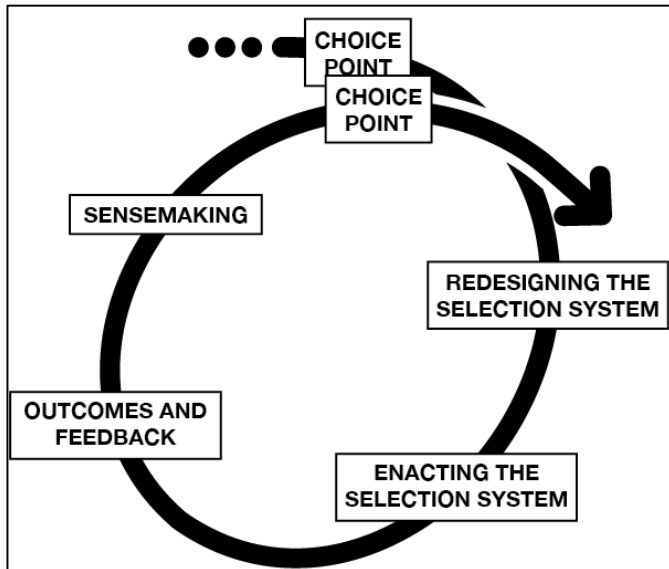 CHOICE
POINT
CHOICE
POINT
SENSEMAKING
REDESIGNING THE
SELECTION SYSTEM
OUTCOMES AND
FEEDBACK
ENACTING THE
SELECTION SYSTEM